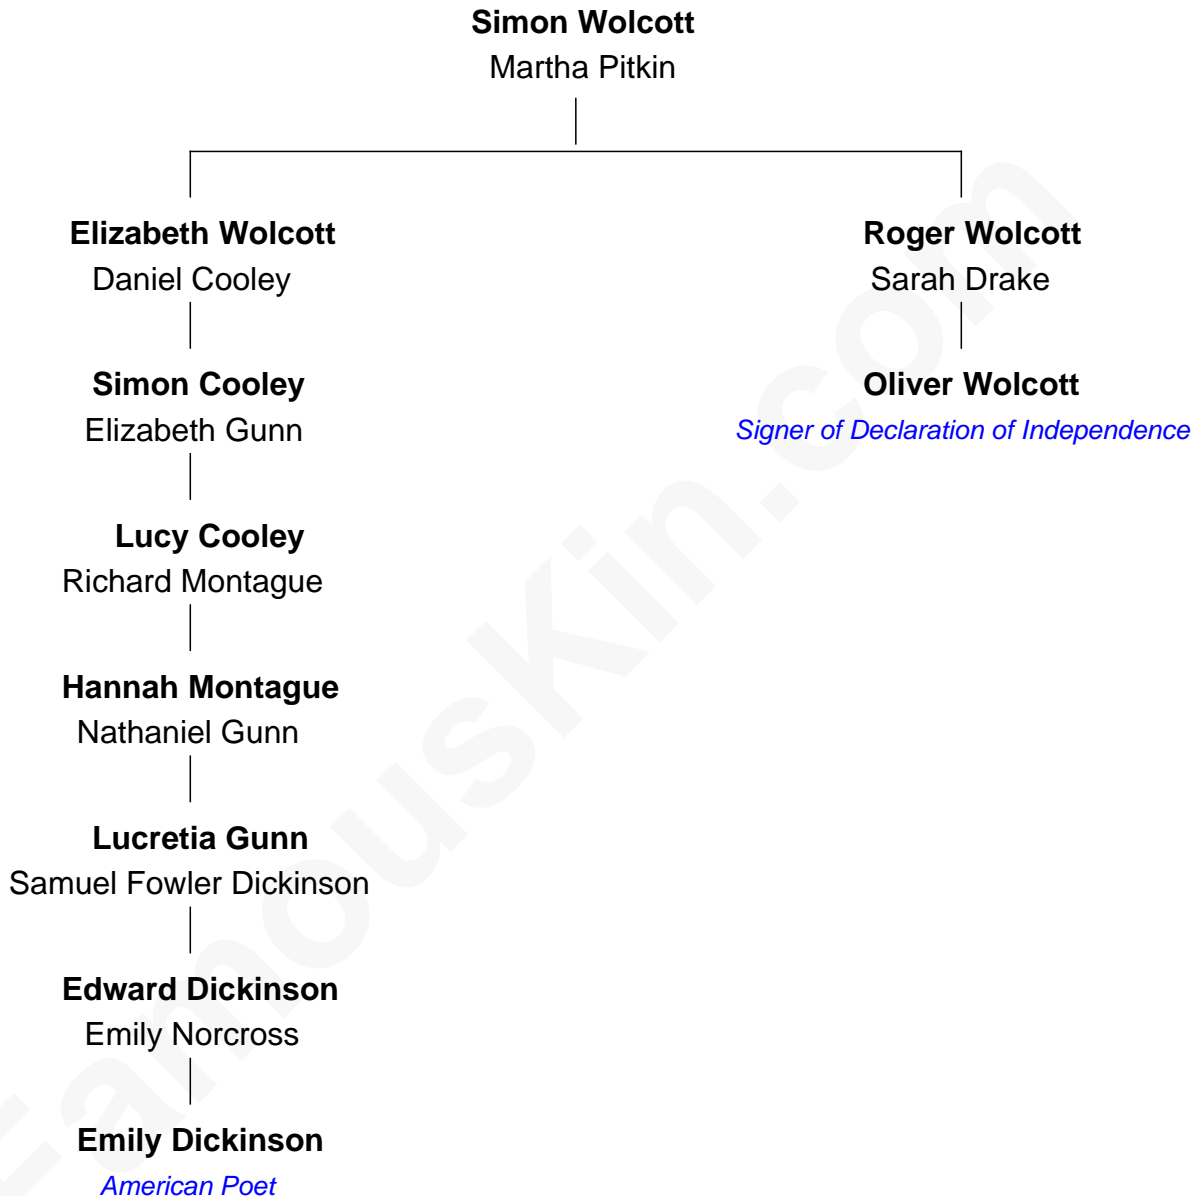 Simon Wolcott
Martha Pitkin
Elizabeth Wolcott
Daniel Cooley
Roger Wolcott
Sarah Drake
Simon Cooley
Elizabeth Gunn
Oliver Wolcott
Signer of Declaration of Independence
Lucy Cooley
Richard Montague
Hannah Montague
Nathaniel Gunn
Lucretia Gunn
Samuel Fowler Dickinson
Edward Dickinson
Emily Norcross
Emily Dickinson
American Poet
FamousKin.com